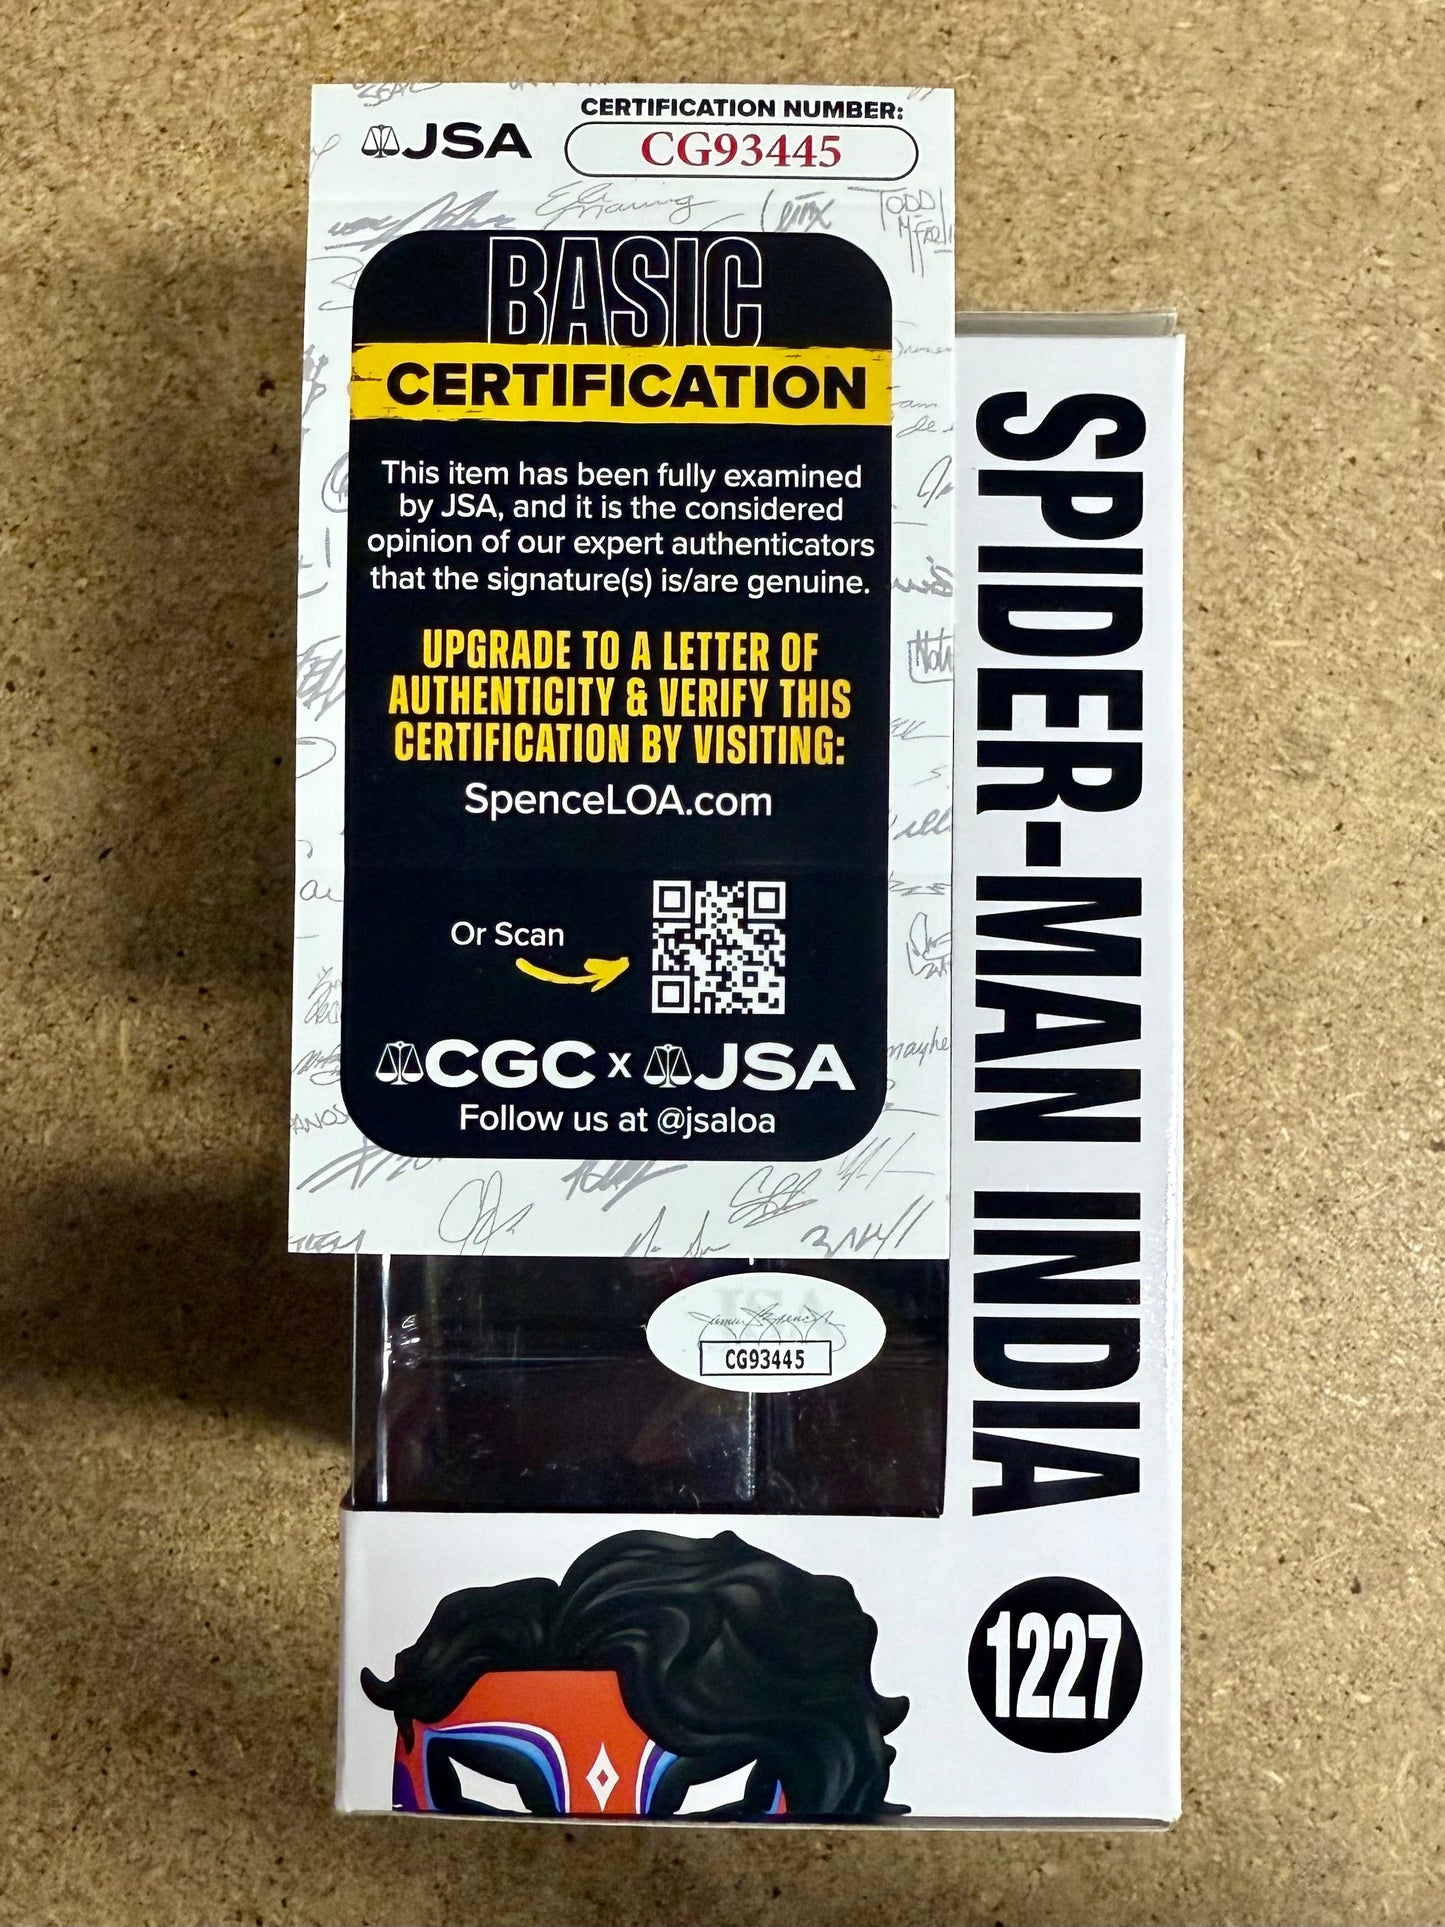 JSA
CERTIFICATION NUMBER:
CG93445
BASIC
CERTIFICATION
This item has been fully examined
by JSA, and it is the considered
opinion of our expert authenticators
that the signature(s) is/are genuine.
UPGRADE TO A LETTER OF
AUTHENTICITY & VERIFY THIS
CERTIFICATION BY VISITING:
SpenceLOA.com
Or Scan
CGC x JSA
Follow us at @jsaloa
CG93445
SPIDER-MAN INDIA
1227